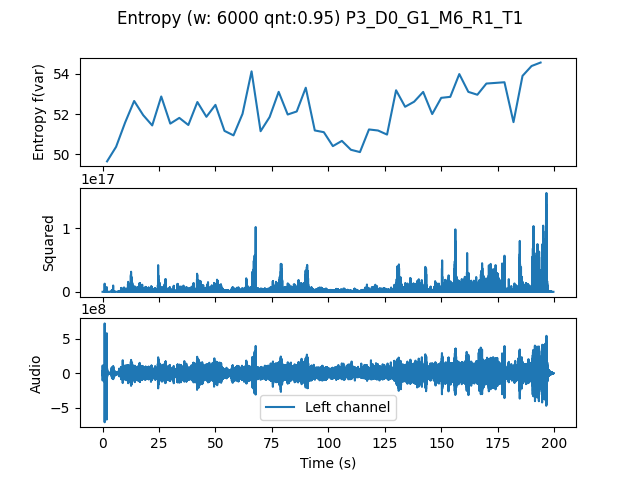 Entropy (w: 6000 qnt:0.95) P3_D0_G1_M6_R1_T1
Entropy f(var)
54
52
50
1e17
Squared
1
0
1e8
Audio
5
0
−5
Left channel
0 25 50 75 100 125 150 175 200
Time (s)